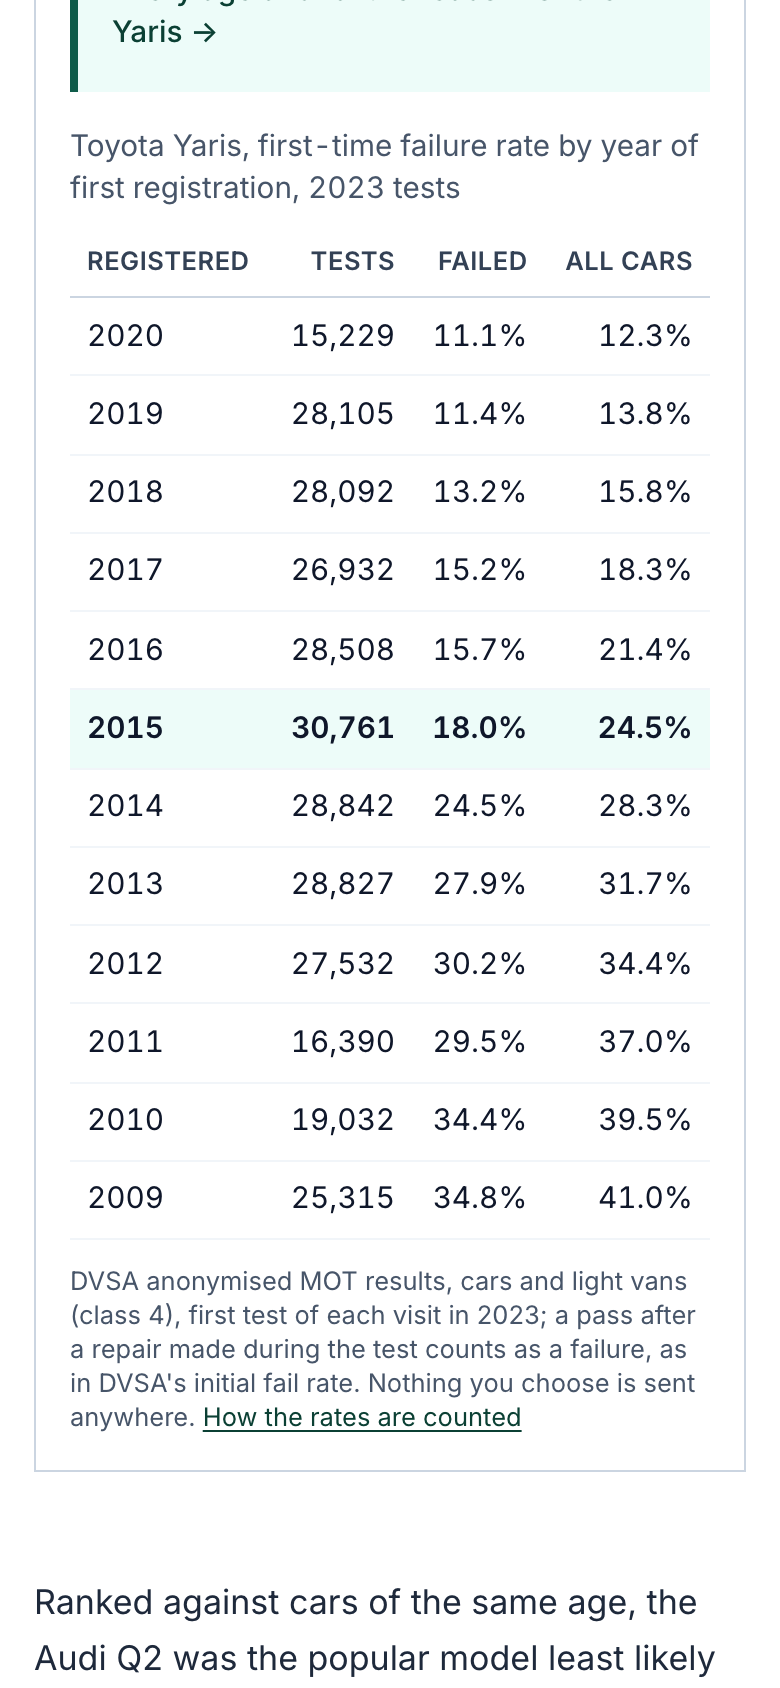 Yaris →
Toyota Yaris, first-time failure rate by year of
first registration, 2023 tests
REGISTERED TESTS FAILED ALL CARS
2020 15,229 11.1% 12.3%
2019 28,105 11.4% 13.8%
2018 28,092 13.2% 15.8%
2017 26,932 15.2% 18.3%
2016 28,508 15.7% 21.4%
2015 30,761 18.0% 24.5%
2014 28,842 24.5% 28.3%
2013 28,827 27.9% 31.7%
2012 27,532 30.2% 34.4%
2011 16,390 29.5% 37.0%
2010 19,032 34.4% 39.5%
2009 25,315 34.8% 41.0%
DVSA anonymised MOT results, cars and light vans
(class 4), first test of each visit in 2023; a pass after
a repair made during the test counts as a failure, as
in DVSA's initial fail rate. Nothing you choose is sent
anywhere. How the rates are counted
Ranked against cars of the same age, the
Audi Q2 was the popular model least likely